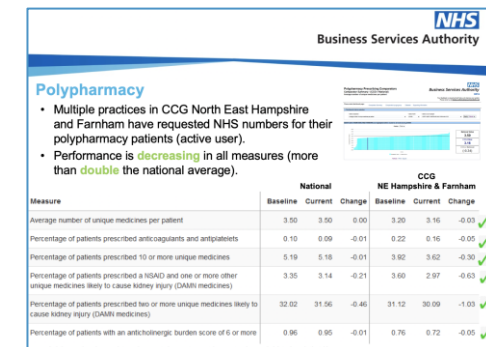 NHS
Business Services Authority
Polypharmacy
• Multiple practices in CCG North East Hampshire
and Farnham have requested NHS numbers for their
polypharmacy patients (active user).
• Performance is decreasing in all measures (more
than double the national average).
National
CCG
NE Hampshire & Farnham
Measure Baseline Current Change Baseline Current Change
Average number of unique medicines per patient 3.50 3.50 0.00 3.20 3.16 -0.03
Percentage of patients prescribed anticoagulants and antiplatelets 0.10 0.09 -0.01 0.22 0.16 -0.05
Percentage of patients prescribed 10 or more unique medicines 5.19 5.18 -0.01 3.92 3.62 -0.30
Percentage of patients prescribed a NSAID and one or more other
unique medicines likely to cause kidney injury (DAMN medicines) 3.35 3.14 -0.21 3.60 2.97 -0.63
Percentage of patients prescribed two or more unique medicines likely to
cause kidney injury (DAMN medicines) 32.02 31.56 -0.46 31.12 30.09 -1.03
Percentage of patients with an anticholinergic burden score of 6 or more 0.96 0.95 -0.01 0.76 0.72 -0.05